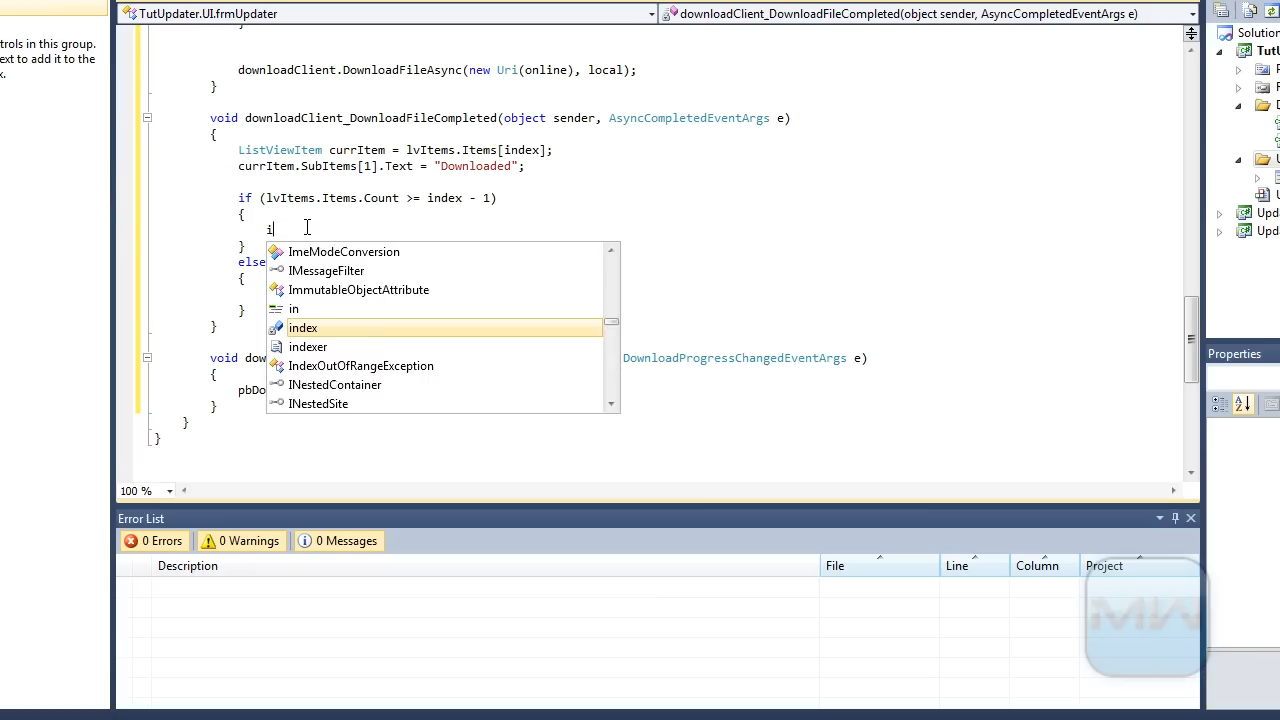 TutUpdater.UI.frmUpdater
downloadClient_DownloadFileCompleted(object sender, AsyncCompletedEventArgs e)
trols in this group.
ext to add it to the
x.
}
downloadClient.DownloadFileAsync(new Uri(online), local);
}
void downloadClient_DownloadFileCompleted(object sender, AsyncCompletedEventArgs e)
{
ListViewItem currItem = lvItems.Items[index];
currItem.SubItems[1].Text = "Downloaded";
if (lvItems.Items.Count >= index - 1)
{
i
}
else
{
}
}
ImeModeConversion
IMessageFilter
ImmutableObjectAttribute
in
index
indexer
IndexOutOfRangeException
INestedContainer
INestedSite
void dow
DownloadProgressChangedEventArgs e)
{
pbDo
}
}
}
100 %
Solution
TutU
Upda
Upda
Properties
Error List
0 Errors
0 Warnings
0 Messages
Description
File
Line
Column
Project